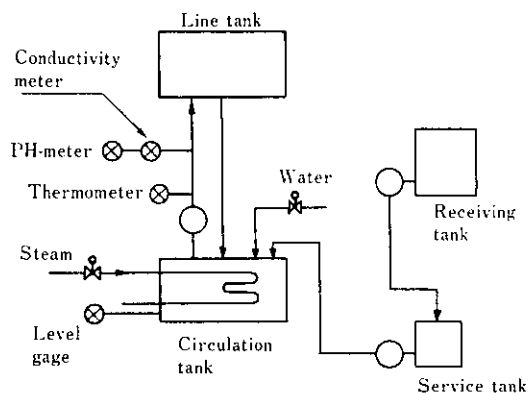 Line tank
Conductivity
meter
PH-meter
Thermometer
Water
Receiving
tank
Steam
Level
gage
Circulation
tank
Service tank